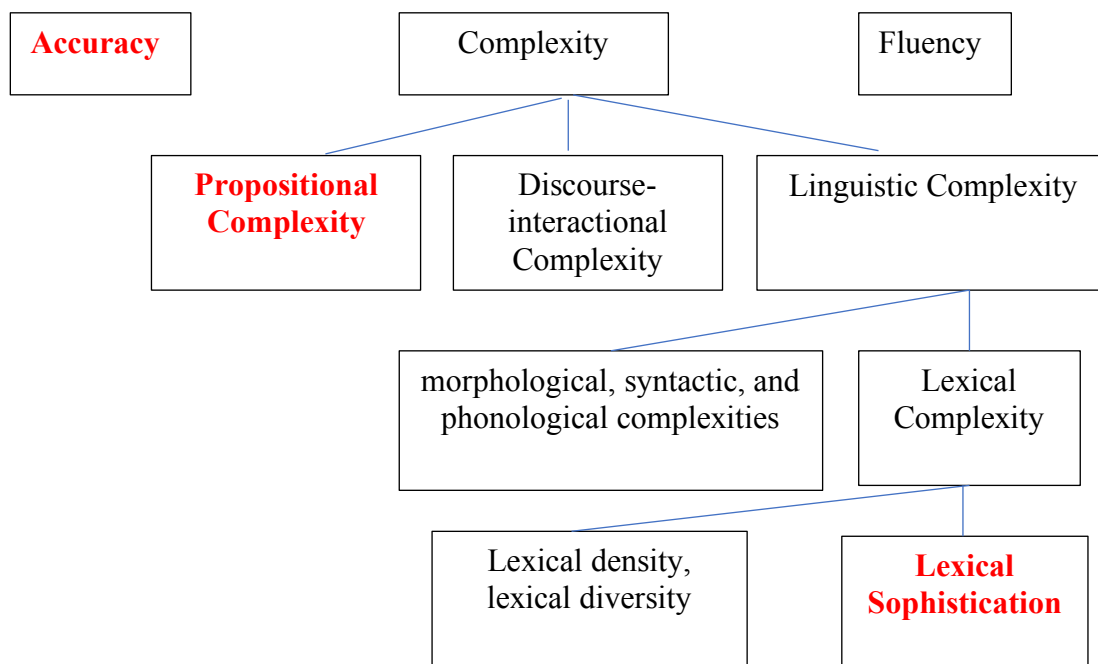 Accuracy
Complexity
Fluency
Propositional
Complexity
Discourse-
interactional
Complexity
Linguistic Complexity
morphological, syntactic, and
phonological complexities
Lexical
Complexity
Lexical density,
lexical diversity
Lexical
Sophistication